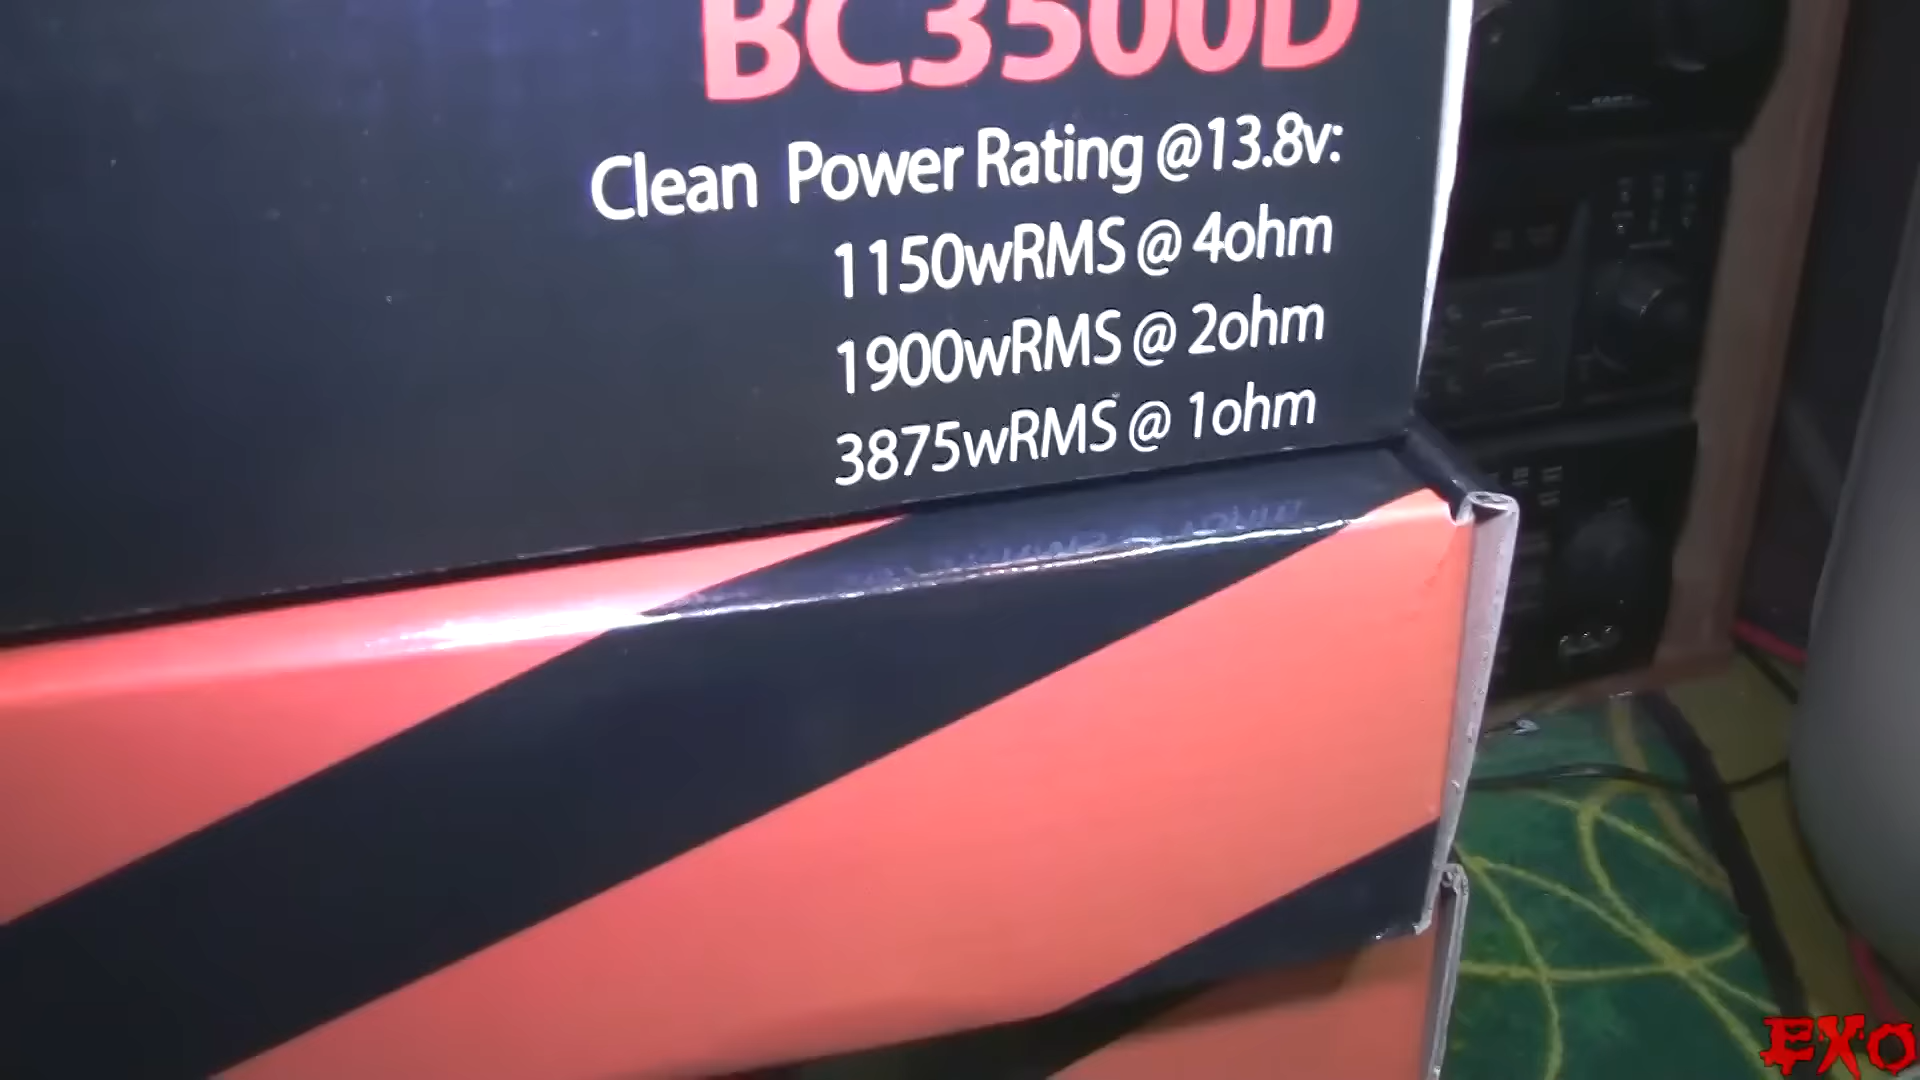 BC3500D
Clean Power Rating @13.8v:
1150wRMS @ 4ohm
1900wRMS @ 2ohm
3875wRMS @ 1ohm
EXO